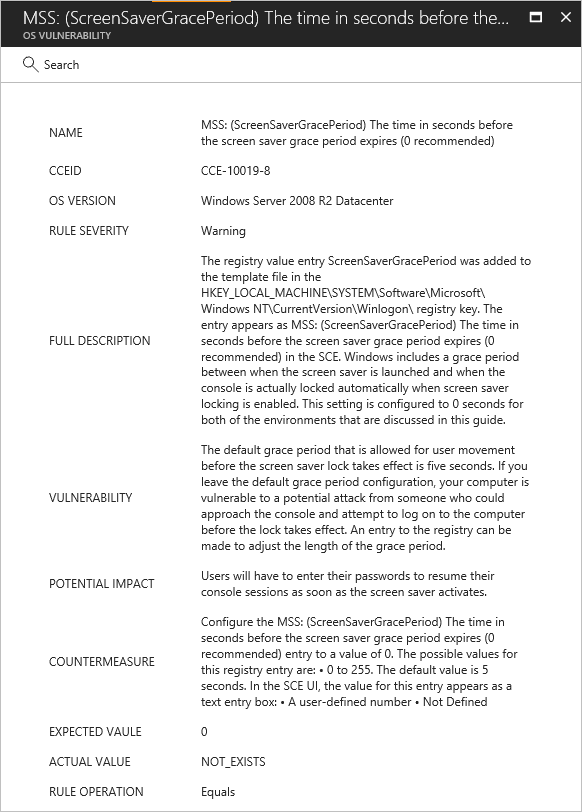 MSS: (ScreenSaverGracePeriod) The time in seconds before the...
OS VULNERABILITY
Search
NAME
MSS: (ScreenSaverGracePeriod) The time in seconds before
the screen saver grace period expires (0 recommended)
CCEID
CCE-10019-8
OS VERSION
Windows Server 2008 R2 Datacenter
RULE SEVERITY
Warning
FULL DESCRIPTION
The registry value entry ScreenSaverGracePeriod was added to
the template file in the
HKEY_LOCAL_MACHINE\SYSTEM\Software\Microsoft\
Windows NT\CurrentVersion\Winlogon\ registry key. The
entry appears as MSS: (ScreenSaverGracePeriod) The time in
seconds before the screen saver grace period expires (0
recommended) in the SCE. Windows includes a grace period
between when the screen saver is launched and when the
console is actually locked automatically when screen saver
locking is enabled. This setting is configured to 0 seconds for
both of the environments that are discussed in this guide.
VULNERABILITY
The default grace period that is allowed for user movement
before the screen saver lock takes effect is five seconds. If you
leave the default grace period configuration, your computer is
vulnerable to a potential attack from someone who could
approach the console and attempt to log on to the computer
before the lock takes effect. An entry to the registry can be
made to adjust the length of the grace period.
POTENTIAL IMPACT
Users will have to enter their passwords to resume their
console sessions as soon as the screen saver activates.
COUNTERMEASURE
Configure the MSS: (ScreenSaverGracePeriod) The time in
seconds before the screen saver grace period expires (0
recommended) entry to a value of 0. The possible values for
this registry entry are: • 0 to 255. The default value is 5
seconds. In the SCE UI, the value for this entry appears as a
text entry box: • A user-defined number • Not Defined
EXPECTED VAULE
0
ACTUAL VALUE
NOT_EXISTS
RULE OPERATION
Equals